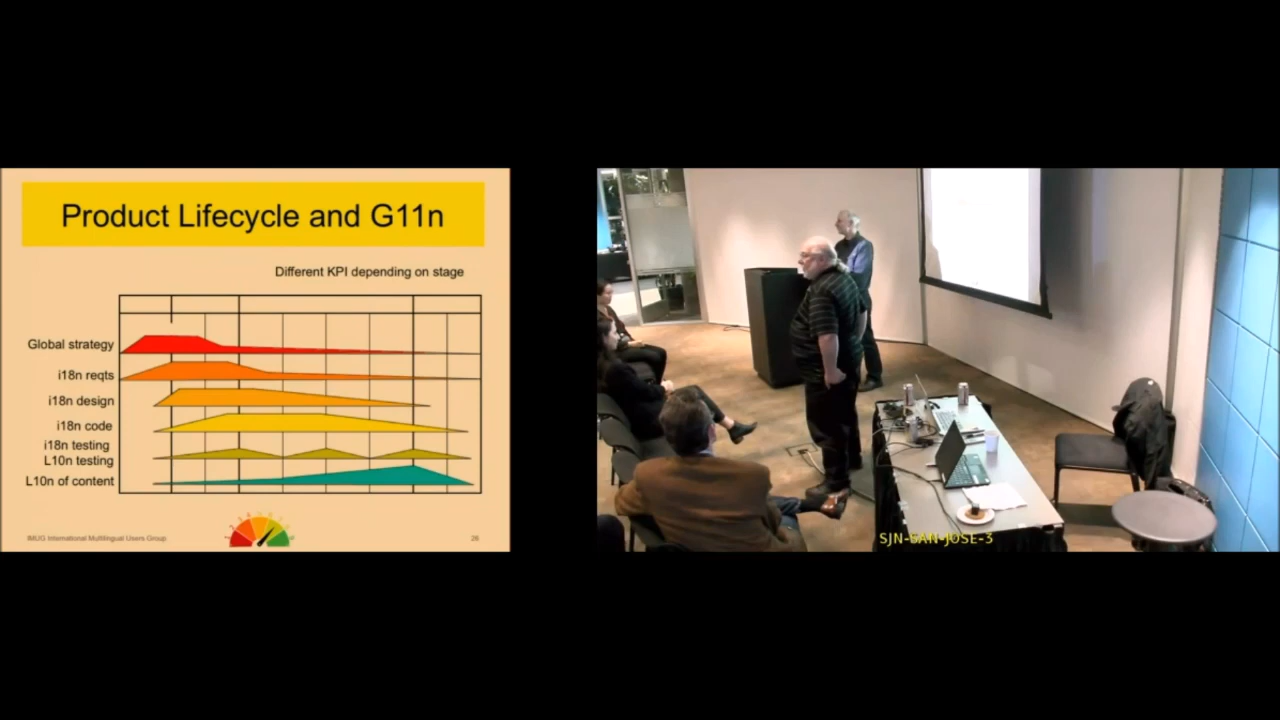 Product Lifecycle and G11n
Different KPI depending on stage
Global strategy
i18n reqts
i18n design
i18n code
i18n testing
L10n testing
L10n of content
IMUG International Multilingual Users Group
26
SJN-SAN-JOSE-3